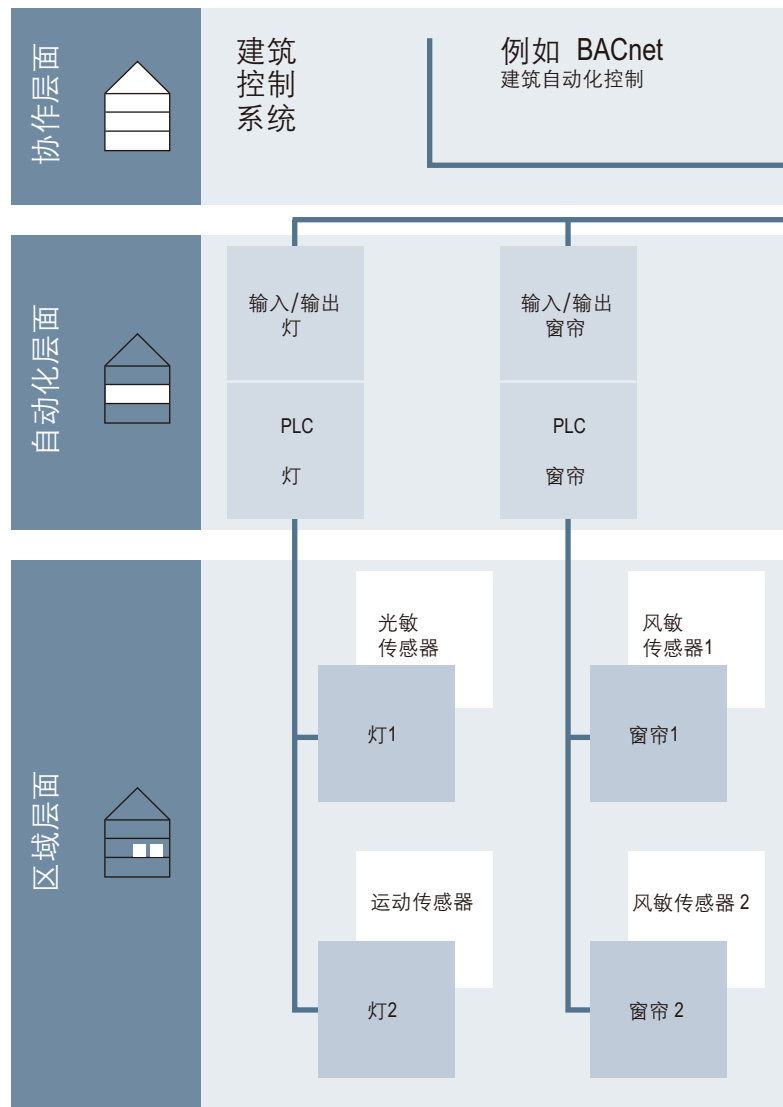 协作层面
建筑
控制
系统
例如 BACnet
建筑自动化控制
自动化层面
输入/输出
灯
输入/输出
窗帘
PLC
灯
PLC
窗帘
区域层面
光敏
传感器
风敏
传感器1
灯1
窗帘1
运动传感器
风敏传感器 2
灯2
窗帘 2